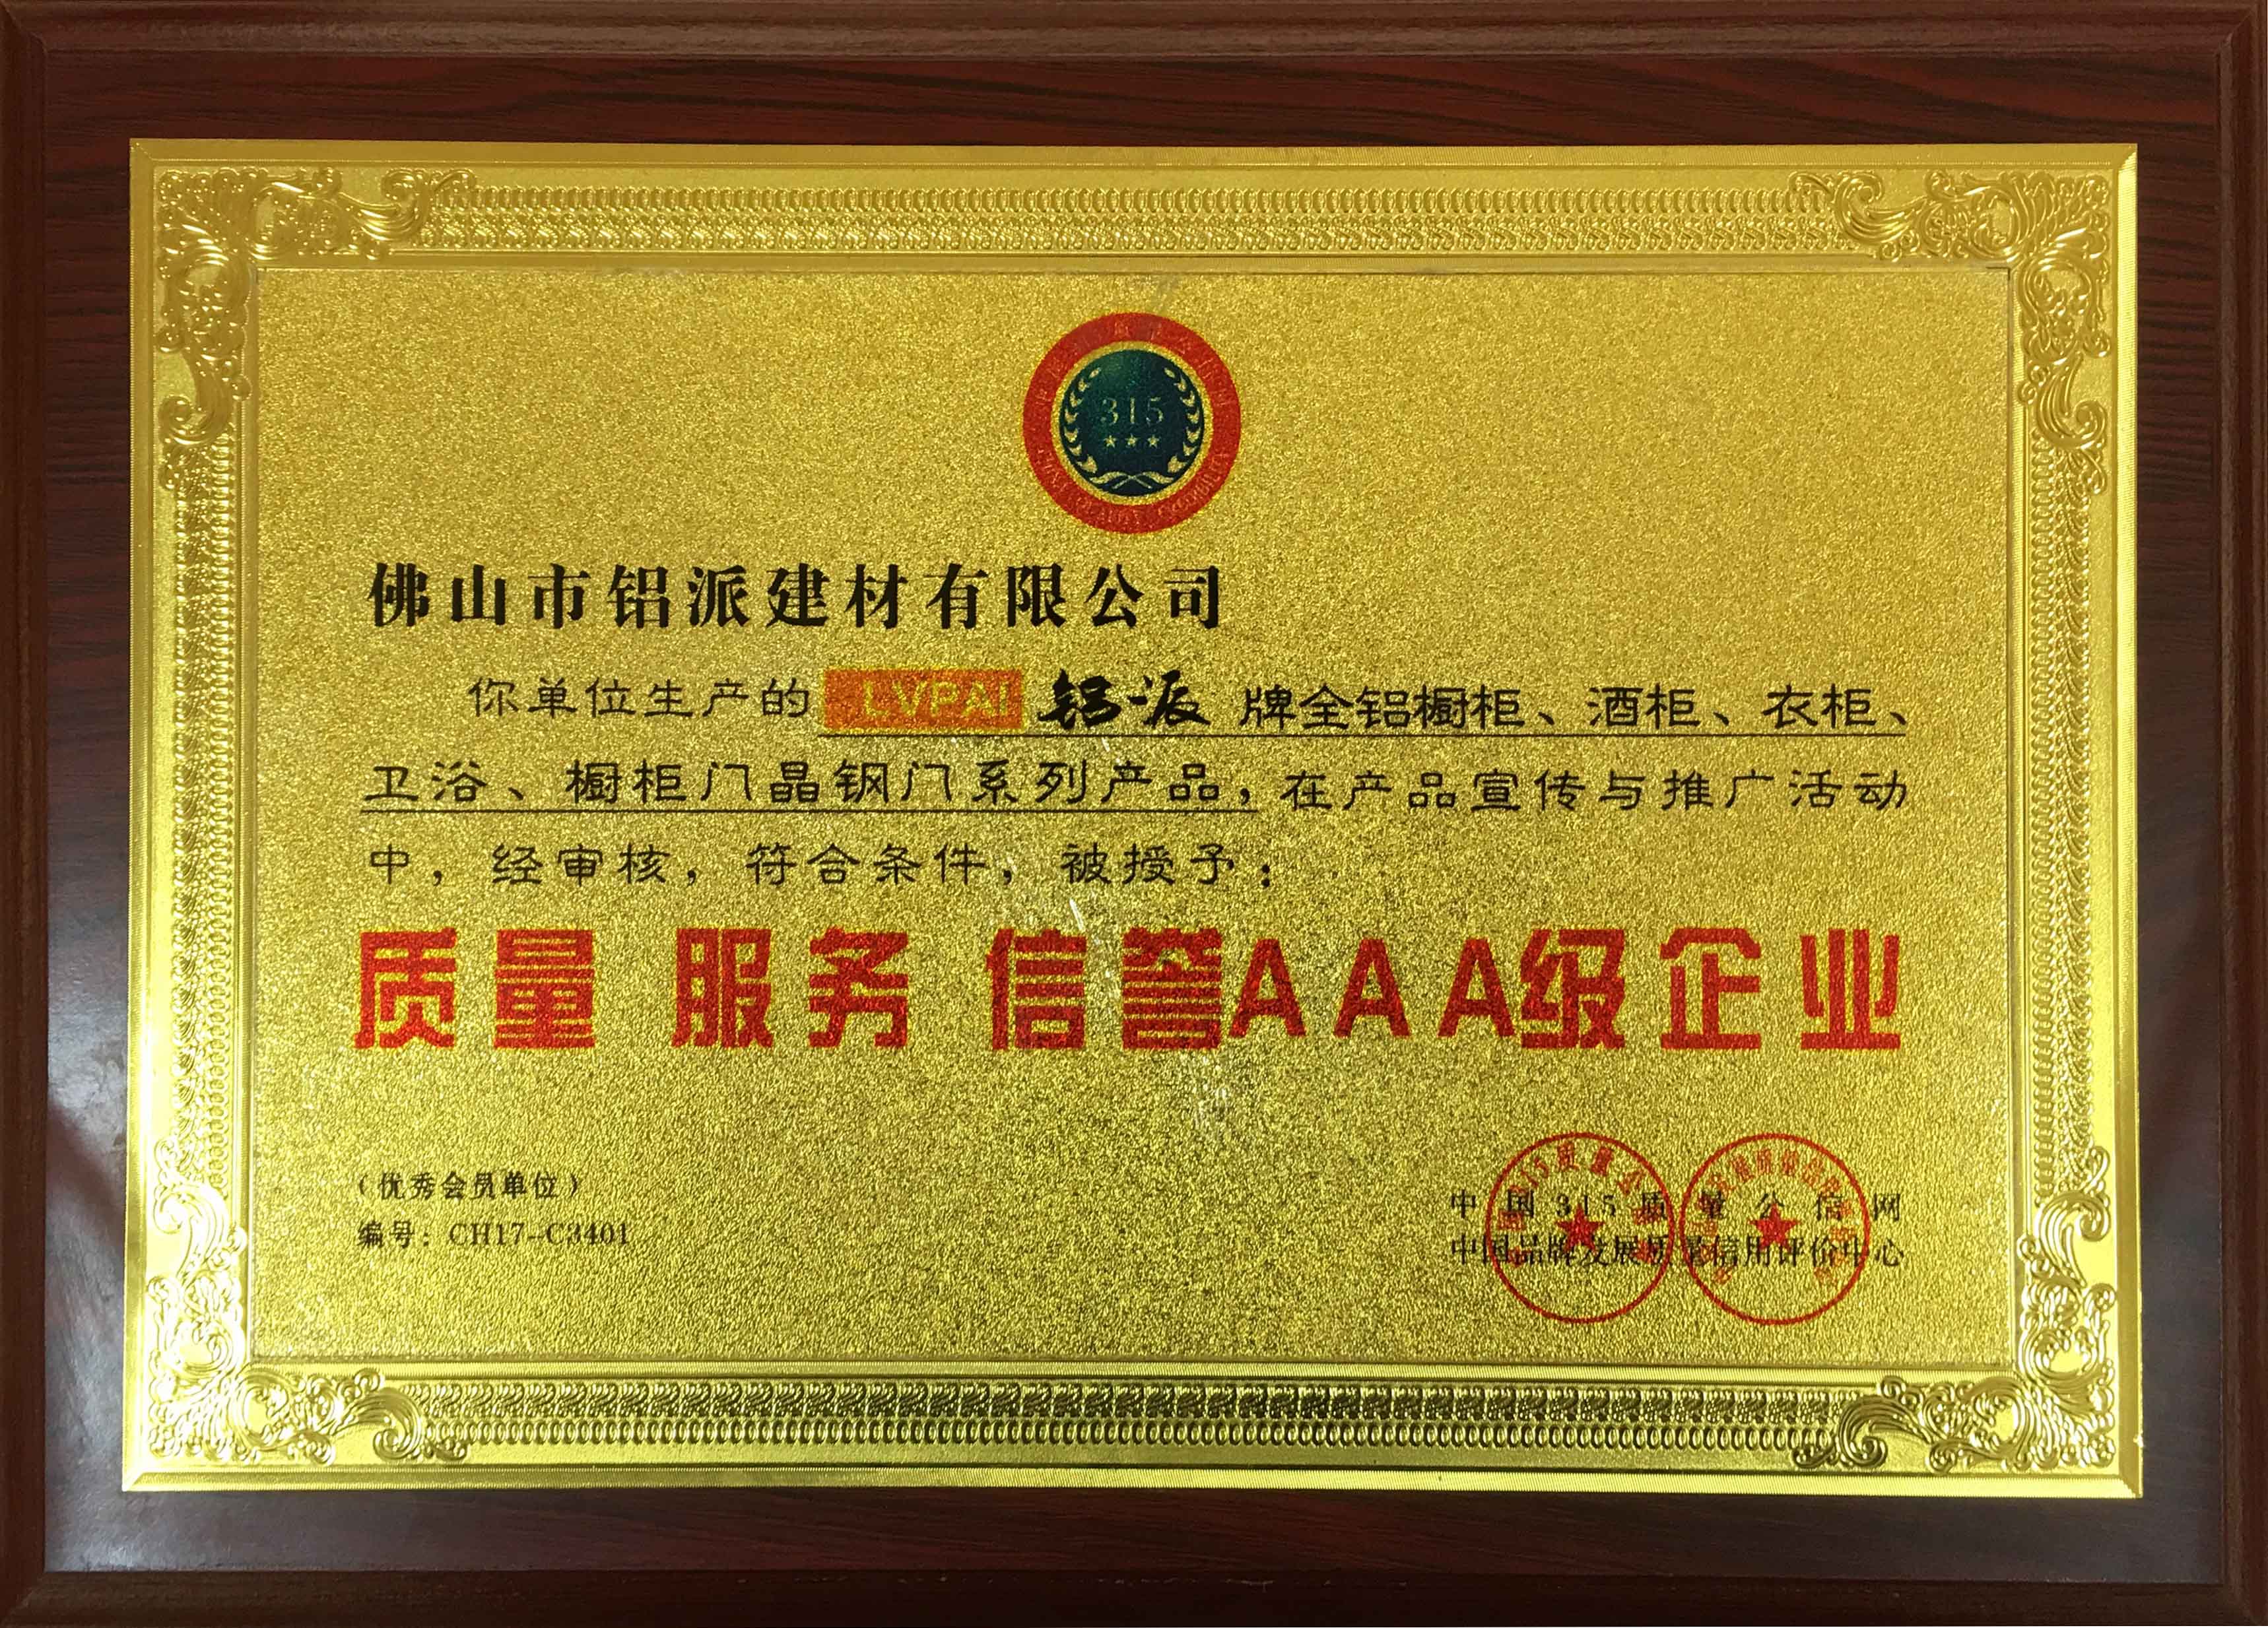 315
佛山市铝派建材有限公司
你单位生产的 LVPAI 铝派 牌全铝橱柜、酒柜、衣柜、
卫浴、橱柜门晶钢门系列产品，在产品宣传与推广活动
中，经审核，符合条件，被授予：
质量 服务 信誉AAA级企业
（优秀会员单位）
编号：CH17--C3401
中国315质量公信网
中国品牌发展质量信用评价中心